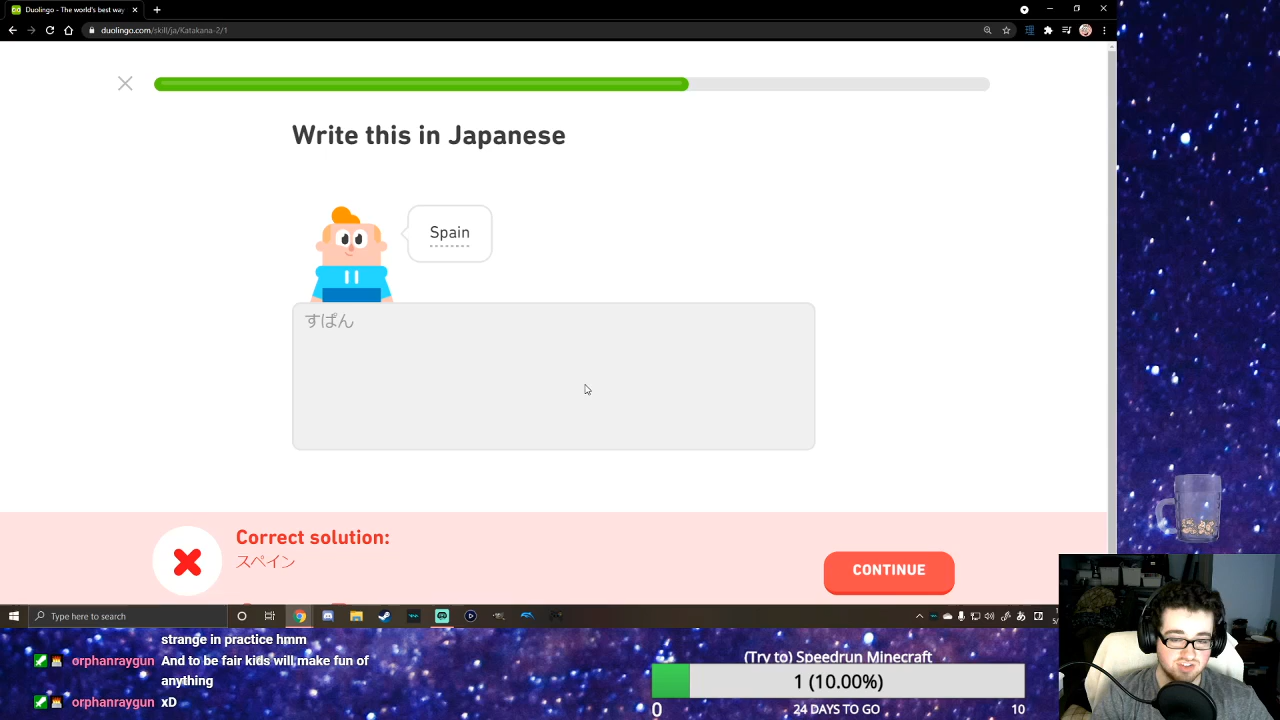 Duolingo - The world's best way
duolingo.com/skill/ja/Katakana-2/1
Write this in Japanese
Spain
すぱん
Correct solution:
スペイン
CONTINUE
Type here to search
strange in practice hmm
orphanraygun And to be fair kids will make fun of
anything
orphanraygun xD
(Try to) Speedrun Minecraft
1 (10.00%)
0
24 DAYS TO GO
10